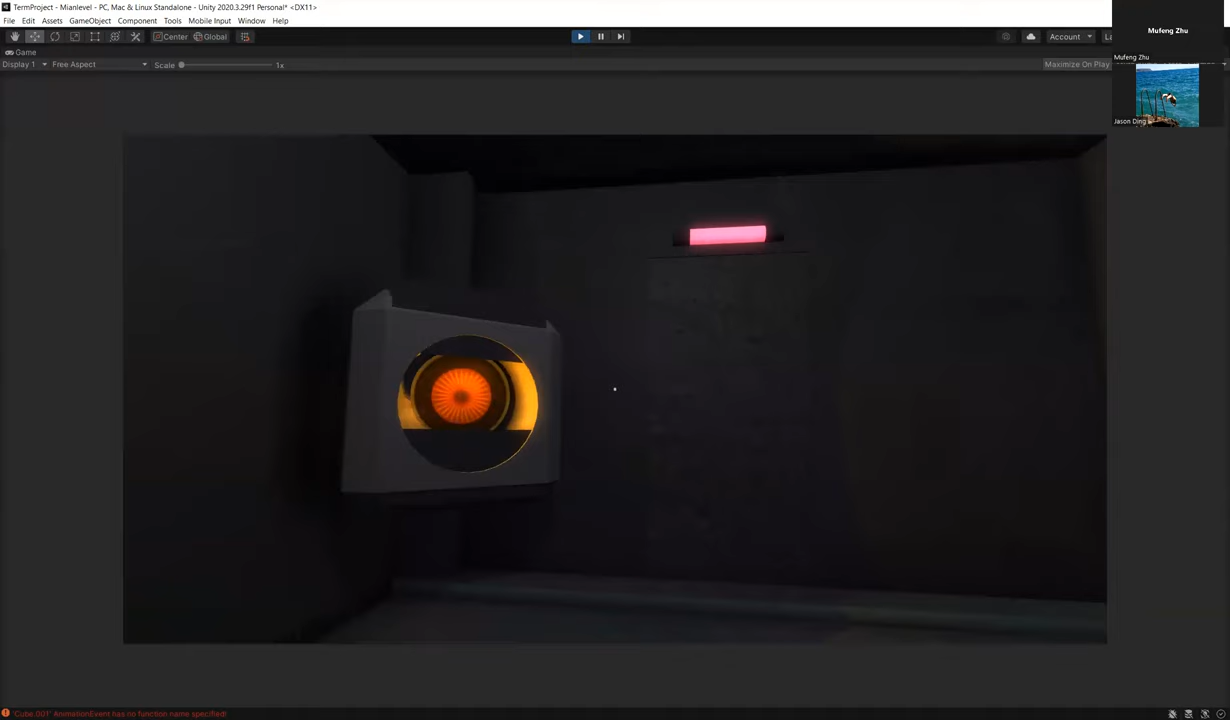 TermProject - Mianlevel - PC, Mac & Linux Standalone - Unity 2020.3.29f1 Personal* <DX11>
File Edit Assets GameObject Component Tools Mobile Input Window Help
Center Global
Account
La
Game
Display 1 Free Aspect Scale 1x
Maximize On Play
Mufeng Zhu
Mufeng Zhu
Jason Ding
'Cube.001' AnimationEvent has no function name specified!